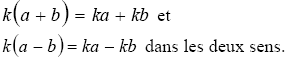 k(a + b) = ka + kb et
k(a − b) = ka − kb dans les deux sens.